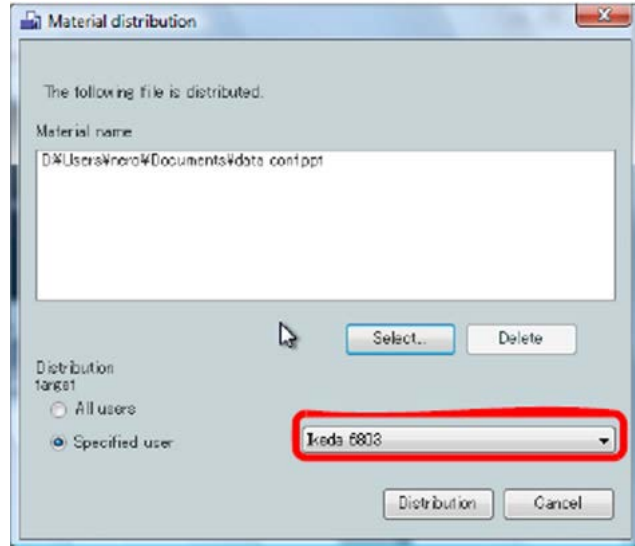 Material distribution
The following file is distributed.
Material name
D¥Users¥nero¥Documents¥data conf.ppt
Select...
Delete
Distribution
target
All users
Specified user
Ikeda 6803
Distribution
Cancel